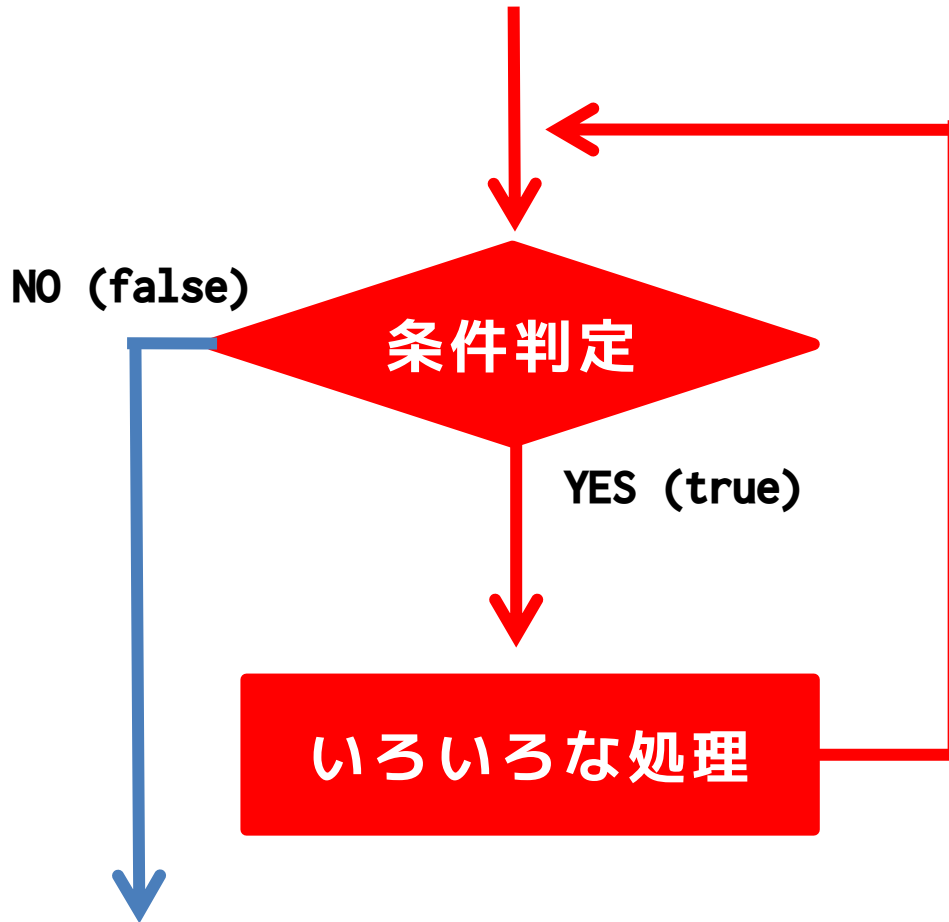 NO (false)
条件判定
YES (true)
いろいろな処理